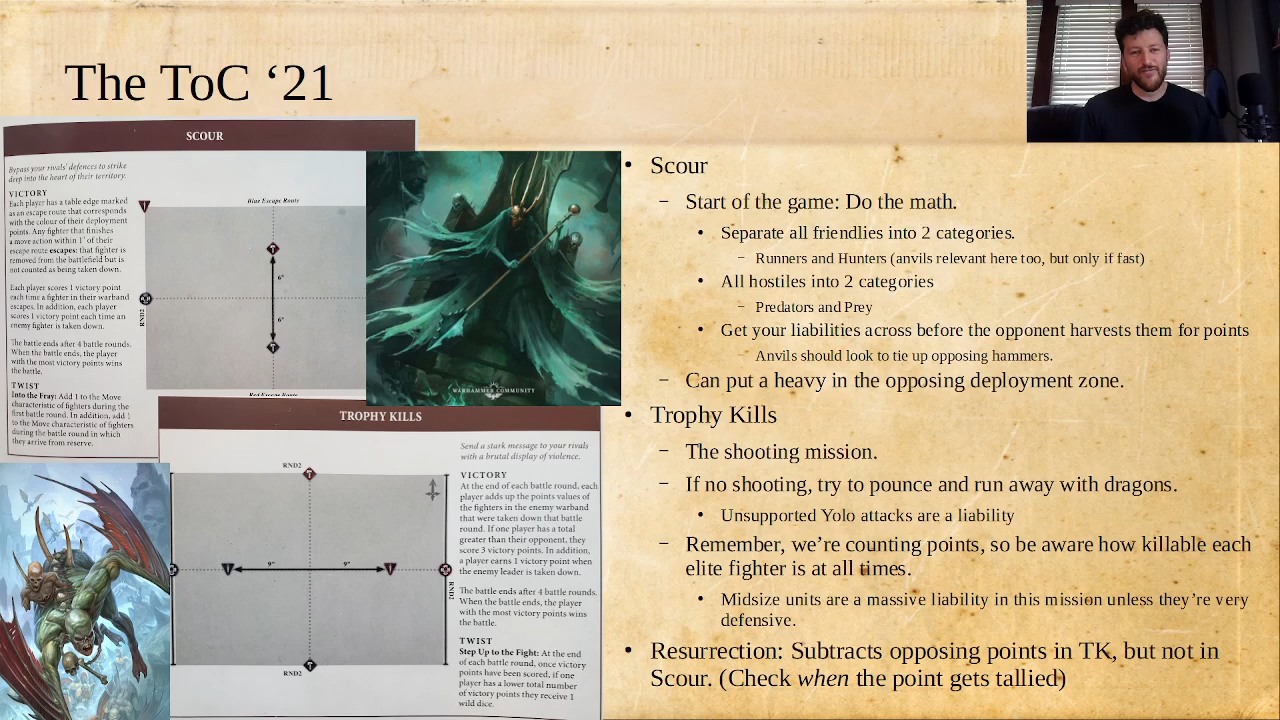 The ToC ‘21
SCOUR
Bypass your rivals' defences to strike
deep into the heart of their territory.
VICTORY
Each player has a table edge marked
as an escape route that corresponds
with the colour of their deployment
points. Any fighter that finishes
a move action within 1" of their
escape route escapes: that fighter is
removed from the battlefield but is
not counted as being taken down.
Each player scores 1 victory point
each time a fighter in their warband
escapes. In addition, each player
scores 1 victory point each time an
enemy fighter is taken down.
The battle ends after 4 battle rounds.
When the battle ends, the player
with the most victory points wins
the battle.
TWIST
Into the Fray: Add 1 to the Move
characteristic of fighters during the
first battle round. In addition, add 1
to the Move characteristic of fighters
during the battle round in which
they arrive from reserve.
Blue Escape Route
6"
6"
RND2
Red Escape Route
WARHAMMER COMMUNITY
TROPHY KILLS
RND2
9"
9"
RND2
RND2
Send a stark message to your rivals
with a brutal display of violence.
VICTORY
At the end of each battle round, each
player adds up the points values of
the fighters in the enemy warband
that were taken down that battle
round. If one player has a total
greater than their opponent, they
score 3 victory points. In addition,
a player earns 1 victory point when
the enemy leader is taken down.
The battle ends after 4 battle rounds.
When the battle ends, the player
with the most victory points wins
the battle.
TWIST
Step Up to the Fight: At the end
of each battle round, once victory
points have been scored, if one
player has a lower total number
of victory points they receive 1
wild dice.
• Scour
– Start of the game: Do the math.
• Separate all friendlies into 2 categories.
– Runners and Hunters (anvils relevant here too, but only if fast)
• All hostiles into 2 categories
– Predators and Prey
• Get your liabilities across before the opponent harvests them for points
Anvils should look to tie up opposing hammers.
– Can put a heavy in the opposing deployment zone.
• Trophy Kills
– The shooting mission.
– If no shooting, try to pounce and run away with dragons.
• Unsupported Yolo attacks are a liability
– Remember, we’re counting points, so be aware how killable each
elite fighter is at all times.
• Midsize units are a massive liability in this mission unless they’re very
defensive.
• Resurrection: Subtracts opposing points in TK, but not in
Scour. (Check when the point gets tallied)